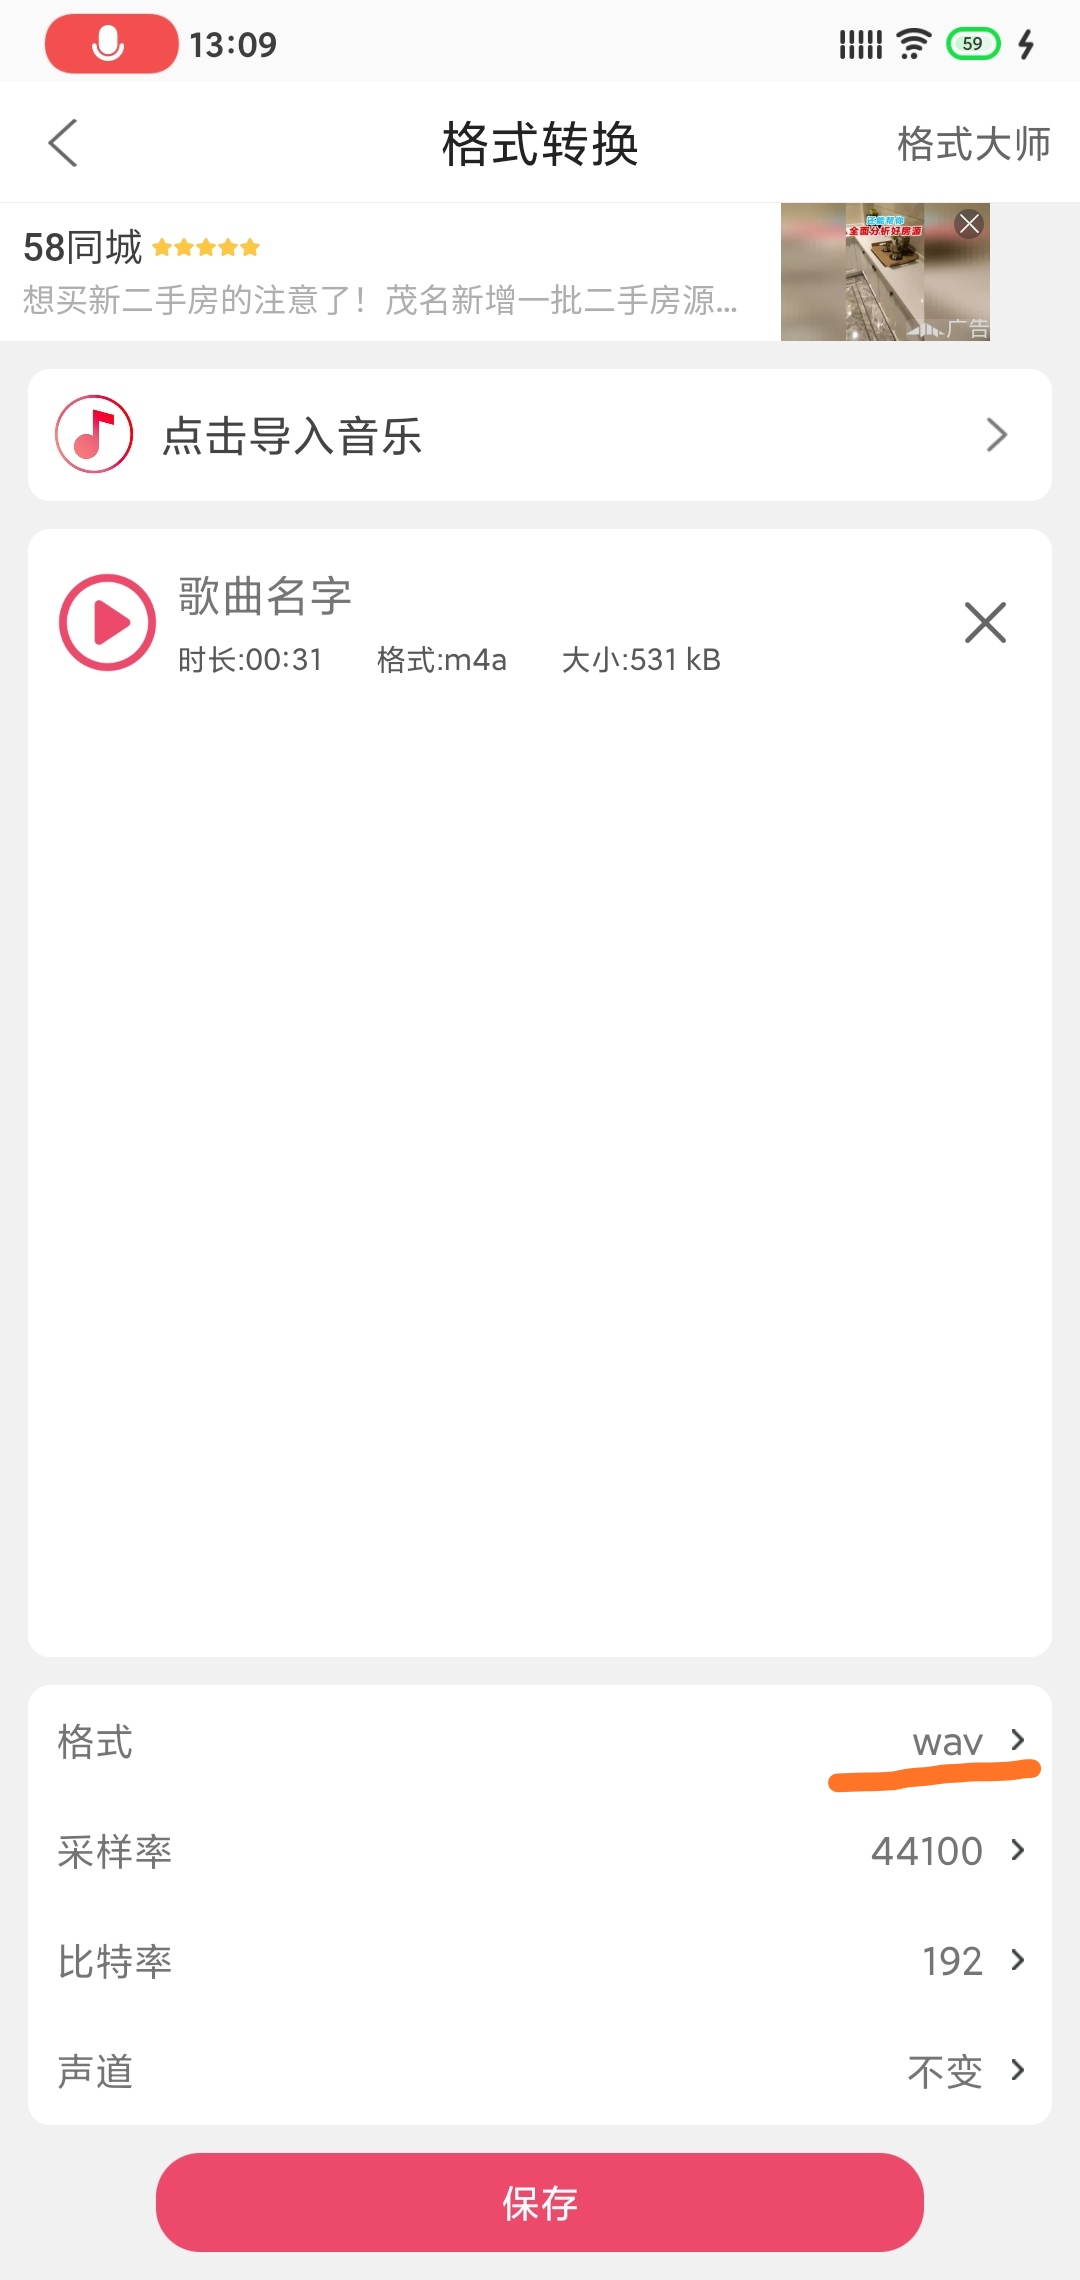 13:09
59
格式转换
格式大师
58同城
想买新二手房的注意了！茂名新增一批二手房源...
还能帮你
全面分析好房源
广告
点击导入音乐
歌曲名字
时长:00:31 格式:m4a 大小:531 kB
格式 wav
采样率 44100
比特率 192
声道 不变
保存